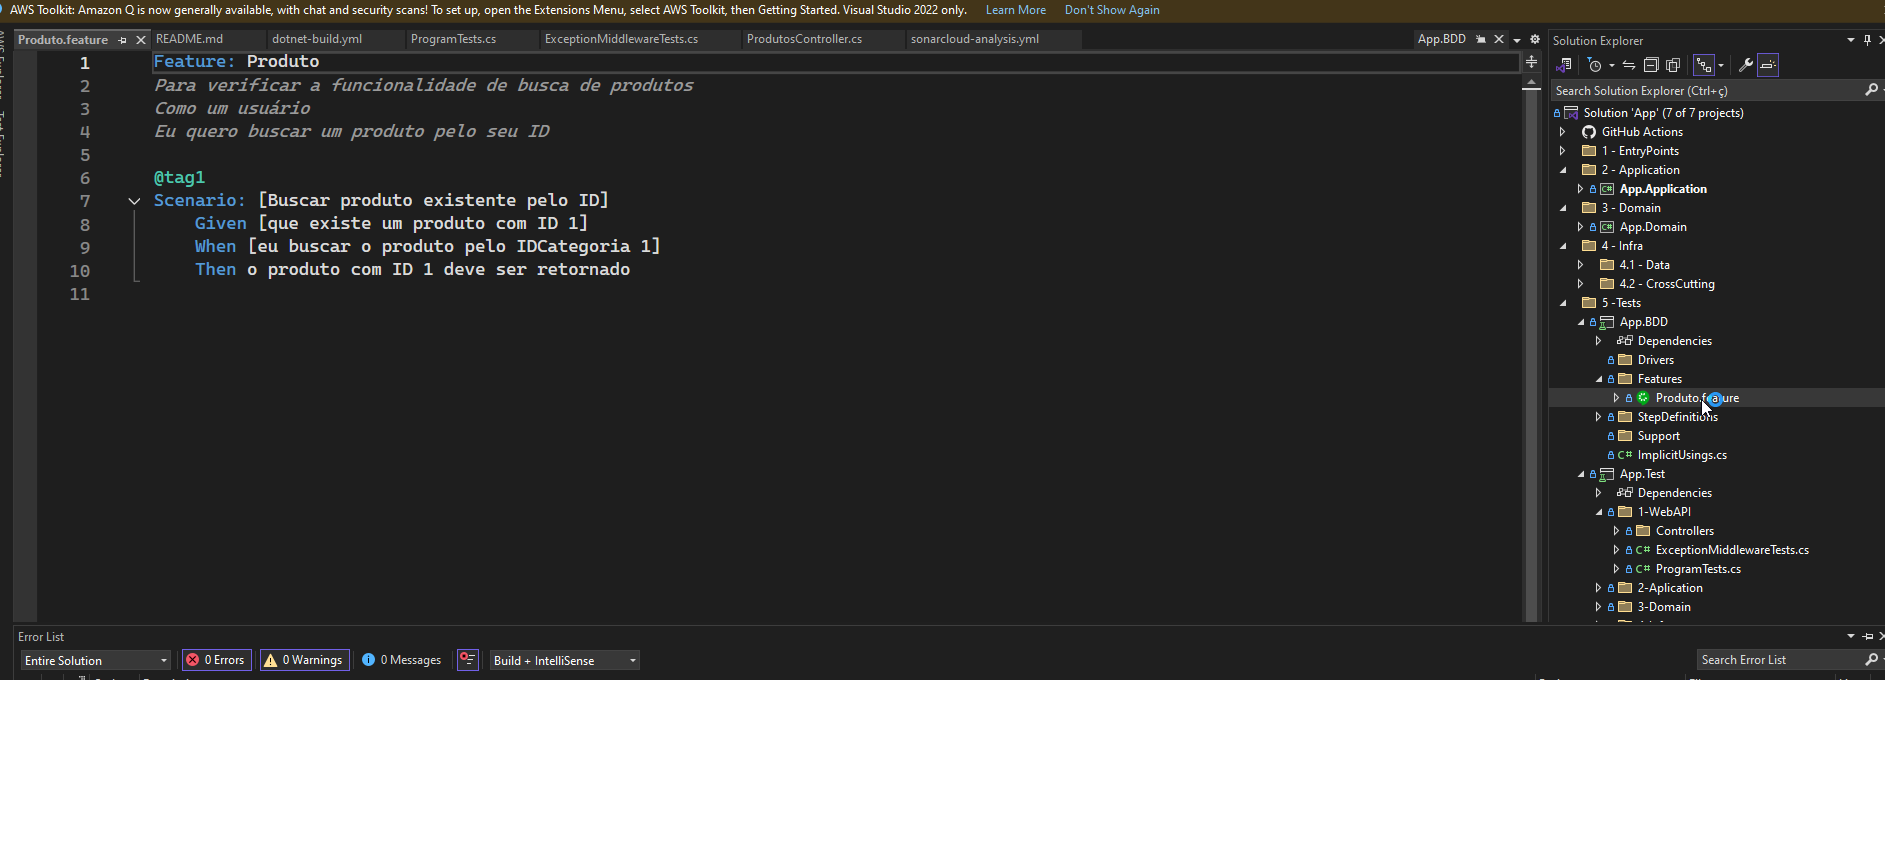 AWS Toolkit: Amazon Q is now generally available, with chat and security scans! To set up, open the Extensions Menu, select AWS Toolkit, then Getting Started. Visual Studio 2022 only. Learn More Don't Show Again
Produto.feature README.md dotnet-build.yml ProgramTests.cs ExceptionMiddlewareTests.cs ProdutosController.cs sonarcloud-analysis.yml App.BDD
1 Feature: Produto
2 Para verificar a funcionalidade de busca de produtos
3 Como um usuário
4 Eu quero buscar um produto pelo seu ID
5
6 @tag1
7 Scenario: [Buscar produto existente pelo ID]
8 Given [que existe um produto com ID 1]
9 When [eu buscar o produto pelo IDCategoria 1]
10 Then o produto com ID 1 deve ser retornado
11
Solution Explorer
Search Solution Explorer (Ctrl+ç)
Solution 'App' (7 of 7 projects)
GitHub Actions
1 - EntryPoints
2 - Application
C# App.Application
3 - Domain
C# App.Domain
4 - Infra
4.1 - Data
4.2 - CrossCutting
5 -Tests
App.BDD
Dependencies
Drivers
Features
Produto.feature
StepDefinitions
Support
C# ImplicitUsings.cs
App.Test
Dependencies
1-WebAPI
Controllers
C# ExceptionMiddlewareTests.cs
C# ProgramTests.cs
2-Aplication
3-Domain
Error List
Entire Solution 0 Errors 0 Warnings 0 Messages Build + IntelliSense Search Error List